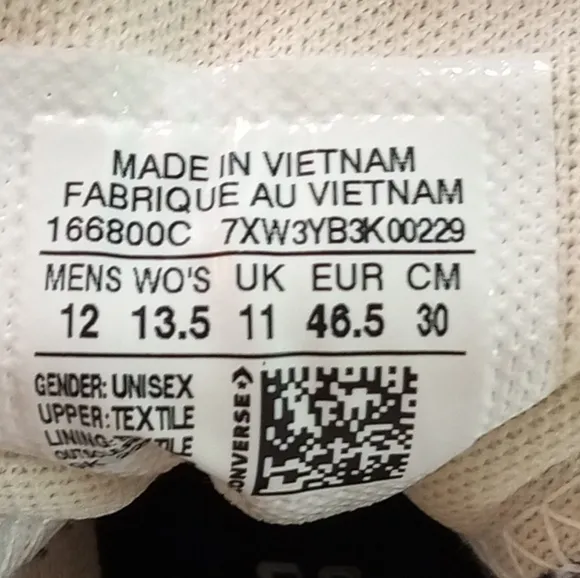 MADE IN VIETNAM
FABRIQUE AU VIETNAM
166800C 7XW3YB3K00229
MENS WO'S UK EUR CM
12 13.5 11 46.5 30
GENDER: UNISEX
UPPER: TEXTILE
LINING:
CONVERSE